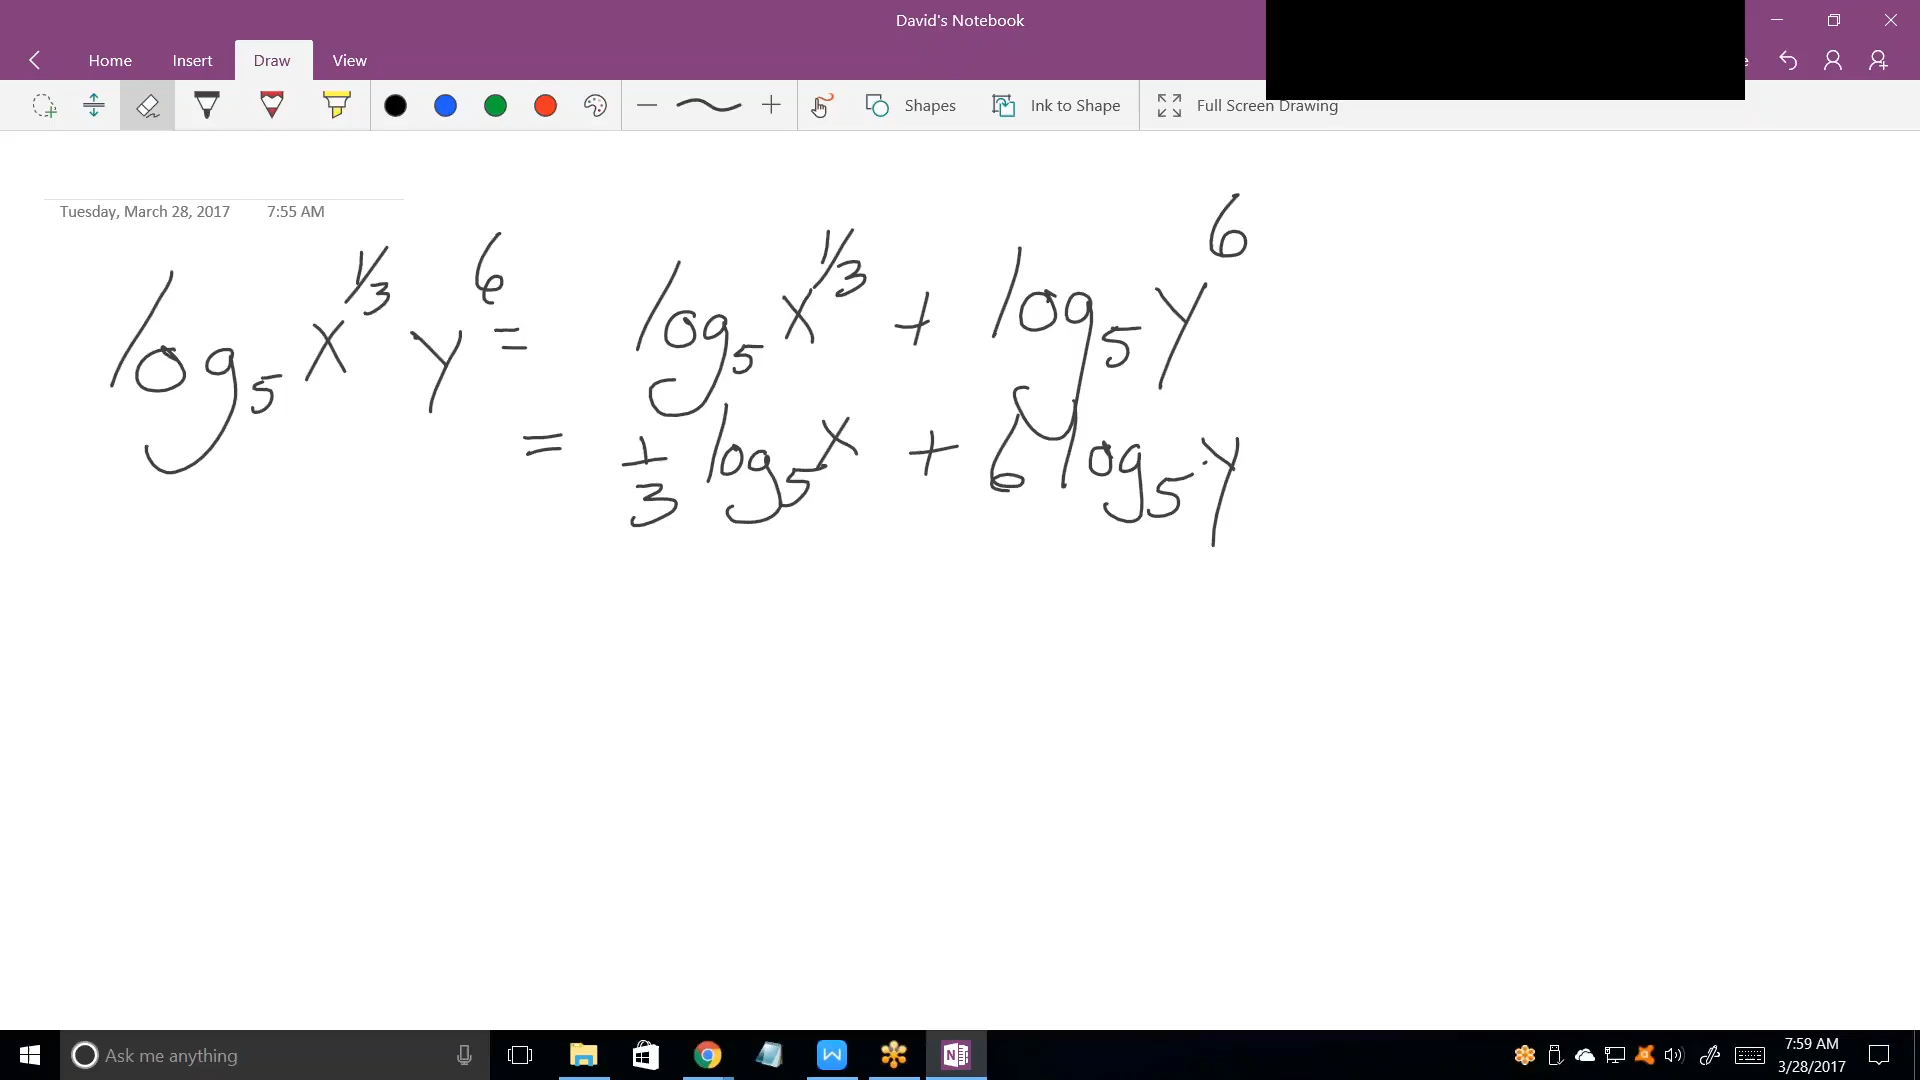 David's Notebook
Home Insert Draw View
Shapes Ink to Shape Full Screen Drawing
Tuesday, March 28, 2017 7:55 AM
log₅ x^{1/3} y^6 = log₅ x^{1/3} + log₅ y^6
= 1/3 log₅ x + 6 log₅ y
Ask me anything
7:59 AM
3/28/2017